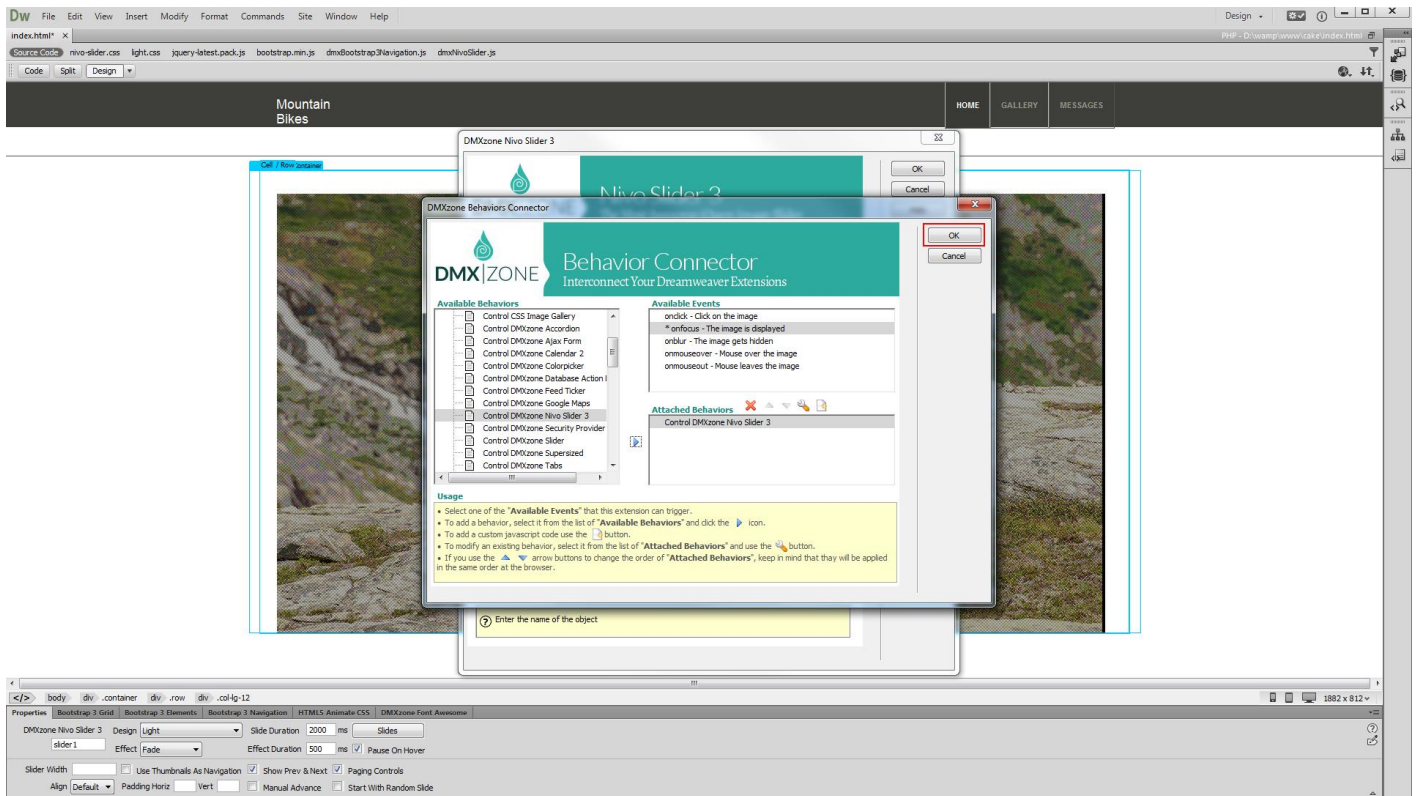 Dw File Edit View Insert Modify Format Commands Site Window Help Design
index.html* × PHP - D:\wamp\www\cake\index.html
Source Code nivo-slider.css light.css jquery-latest.pack.js bootstrap.min.js dmxBootstrap3Navigation.js dmxNivoSlider.js
Code Split Design
Mountain
Bikes
HOME GALLERY MESSAGES
DMXzone Nivo Slider 3
Cell / Row
OK
Nivo Slider 3
Cancel
DMXzone Behaviors Connector
OK
Cancel
DMX|ZONE
Behavior Connector
Interconnect Your Dreamweaver Extensions
Available Behaviors
Control CSS Image Gallery
Control DMXzone Accordion
Control DMXzone Ajax Form
Control DMXzone Calendar 2
Control DMXzone Colorpicker
Control DMXzone Database Action
Control DMXzone Feed Ticker
Control DMXzone Google Maps
Control DMXzone Nivo Slider 3
Control DMXzone Security Provider
Control DMXzone Slider
Control DMXzone Supersized
Control DMXzone Tabs
Available Events
onclick - Click on the image
* onfocus - The image is displayed
onblur - The image gets hidden
onmouseover - Mouse over the image
onmouseout - Mouse leaves the image
Attached Behaviors
Control DMXzone Nivo Slider 3
Usage
• Select one of the "Available Events" that this extension can trigger.
• To add a behavior, select it from the list of "Available Behaviors" and click the icon.
• To add a custom javascript code use the button.
• To modify an existing behavior, select it from the list of "Attached Behaviors" and use the button.
• If you use the arrow buttons to change the order of "Attached Behaviors", keep in mind that thay will be applied
in the same order at the browser.
Enter the name of the object
</> body div .container div .row div .col-lg-12 1882 x 812
Properties Bootstrap 3 Grid Bootstrap 3 Elements Bootstrap 3 Navigation HTML5 Animate CSS DMXzone Font Awesome
DMXzone Nivo Slider 3 Design Light Slide Duration 2000 ms Slides
slider1 Effect Fade Effect Duration 500 ms Pause On Hover
Slider Width Use Thumbnails As Navigation Show Prev & Next Paging Controls
Align Default Padding Horiz Vert Manual Advance Start With Random Slide